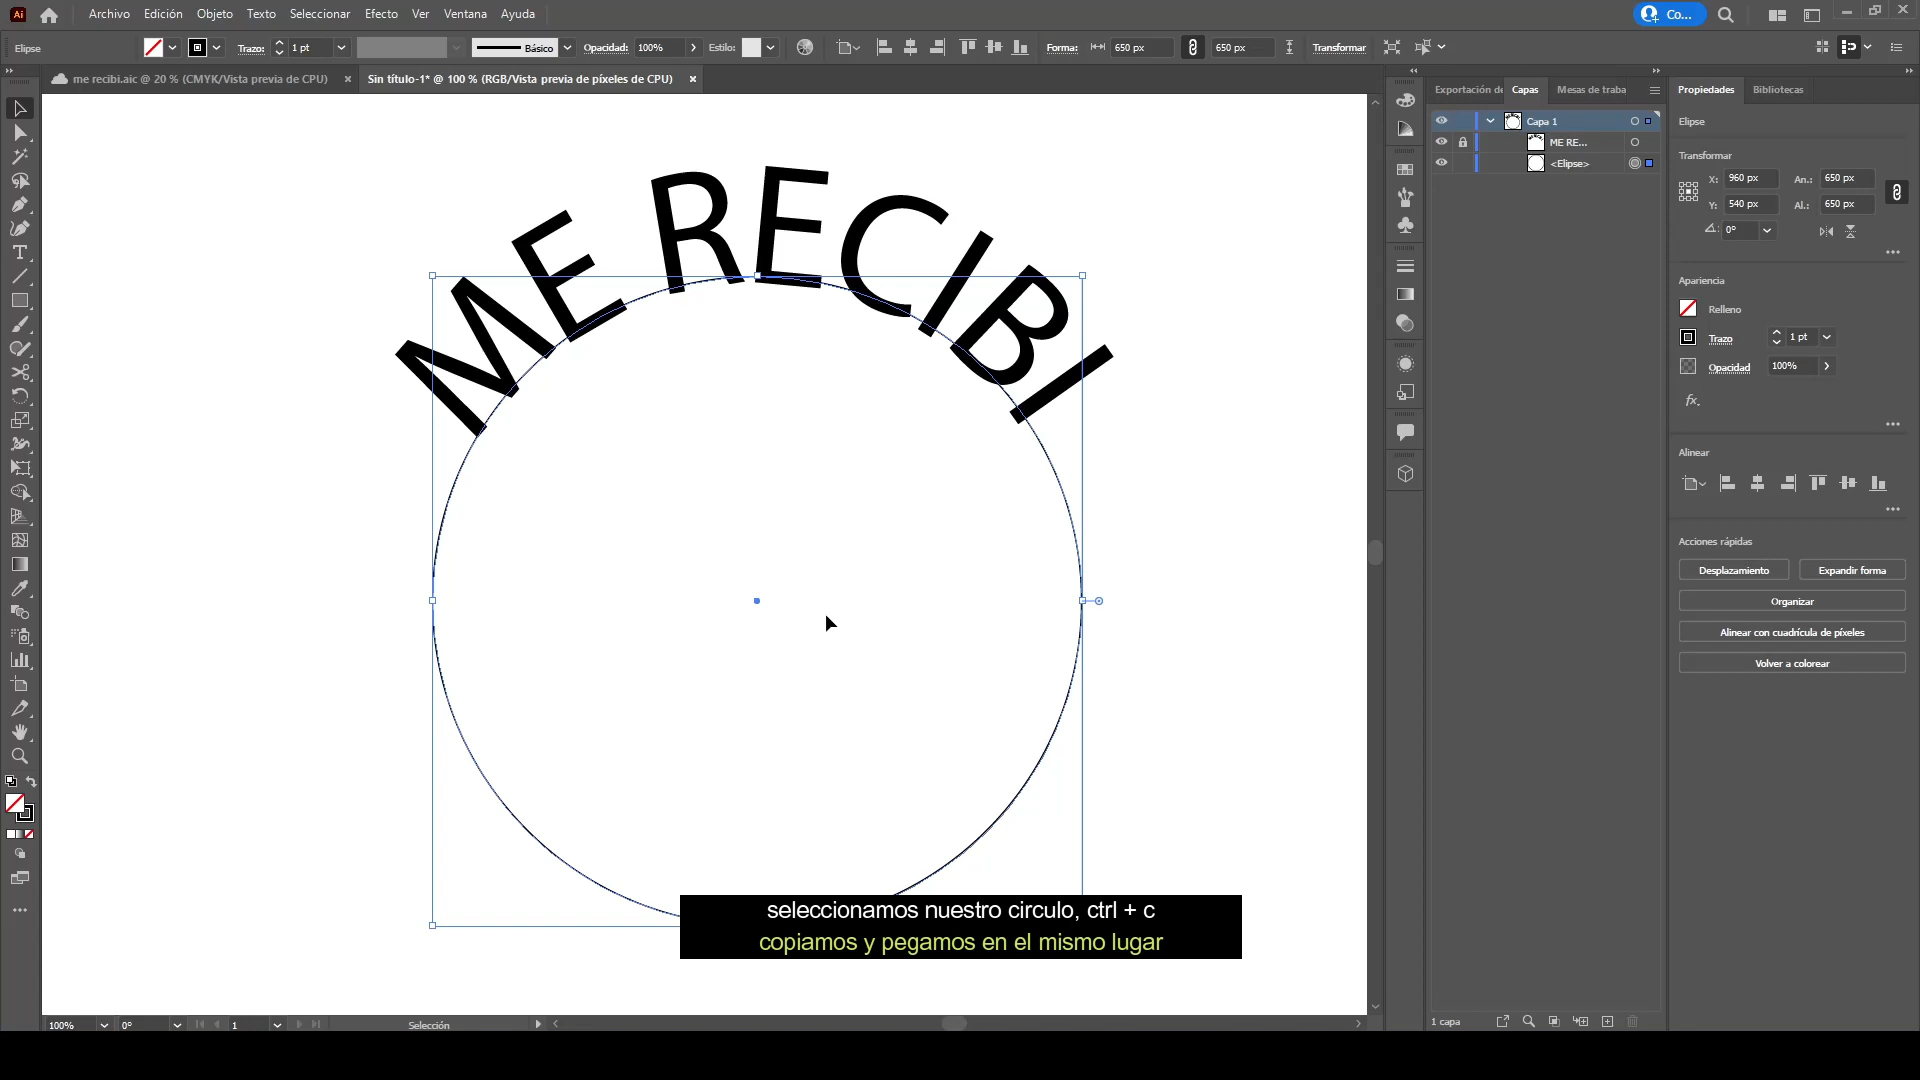 Ai
Archivo Edición Objeto Texto Seleccionar Efecto Ver Ventana Ayuda
Co...
Elipse
Trazo: 1 pt
Básico
Opacidad: 100%
Estilo:
Forma: 650 px 650 px
Transformar
me recibi.aic @ 20 % (CMYK/Vista previa de CPU) ×
Sin título-1* @ 100 % (RGB/Vista previa de píxeles de CPU) ×
Exportación de Capas Mesas de traba
Capa 1
ME RE...
<Elipse>
Propiedades Bibliotecas
Elipse
Transformar
X: 960 px An.: 650 px
Y: 540 px Al.: 650 px
0°
Apariencia
Relleno
Trazo 1 pt
Opacidad 100%
fx.
Alinear
Acciones rápidas
Desplazamiento Expandir forma
Organizar
Alinear con cuadrícula de píxeles
Volver a colorear
ME RECIBI
seleccionamos nuestro circulo, ctrl + c
copiamos y pegamos en el mismo lugar
100% 0° 1 Selección
1 capa